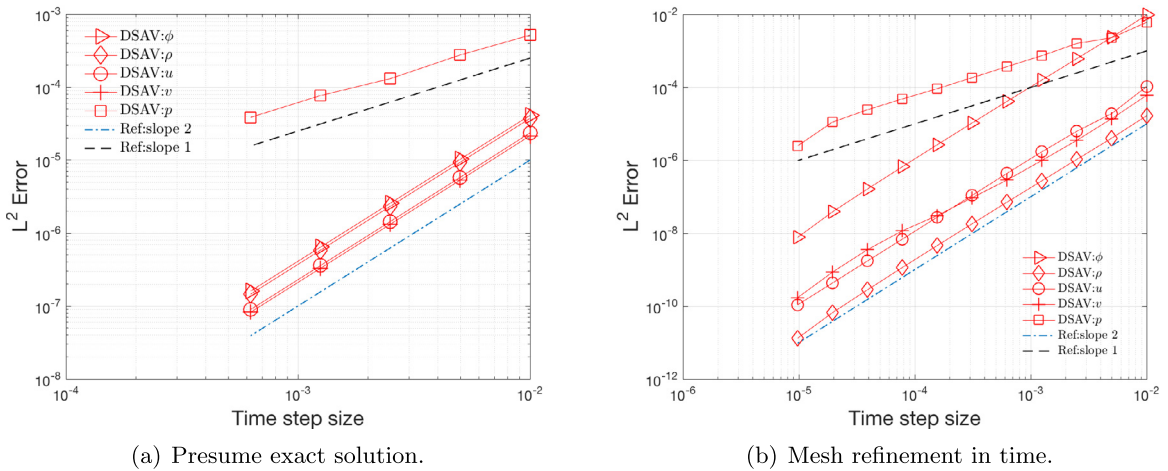 10^-2
10^-3
10^-4
10^-5
10^-6
10^-7
10^-8
L^2 Error
DSAV:ϕ
DSAV:ρ
DSAV:u
DSAV:v
DSAV:p
Ref:slope 2
Ref:slope 1
10^-4
10^-3
10^-2
Time step size
(a) Presume exact solution.
10^-2
10^-4
10^-6
10^-8
10^-10
10^-12
L^2 Error
DSAV:ϕ
DSAV:ρ
DSAV:u
DSAV:v
DSAV:p
Ref:slope 2
Ref:slope 1
10^-6
10^-5
10^-4
10^-3
10^-2
Time step size
(b) Mesh refinement in time.